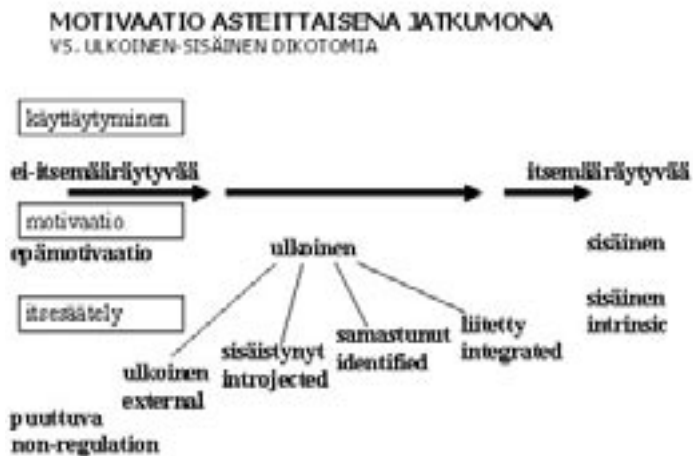 MOTIVAATIO ASTEITTAISENA JATKUMONA
VS. ULKOINEN-SISÄINEN DIKOTOMIA
käyttäytyminen
ei-itsemääräytyvää
itsemääräytyvää
motivaatio
epämotivaatio
ulkoinen
sisäinen
itsesäätely
ulkoinen
external
sisäistynyt
introjected
samastunut
identified
liitetty
integrated
sisäinen
intrinsic
puuttuva
non-regulation